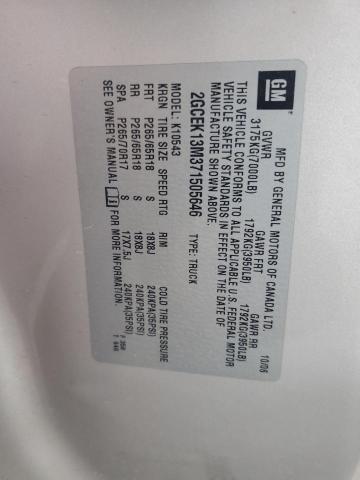 GM
MFD BY GENERAL MOTORS OF CANADA LTD. 10/06
GVWR GAWR FRT GAWR RR
3175KG(7000LB) 1792KG(3950LB) 1792KG(3950LB)
THIS VEHICLE CONFORMS TO ALL APPLICABLE U.S. FEDERAL MOTOR
VEHICLE SAFETY STANDARDS IN EFFECT ON THE DATE OF
MANUFACTURE SHOWN ABOVE.
2GCEK13M371505646 TYPE: TRUCK
MODEL: K10543
KRGN TIRE SIZE SPEED RTG RIM COLD TIRE PRESSURE
FRT P265/65R18 S 18X8J 240KPA(35PSI)
RR P265/65R18 S 18X8J 240KPA(35PSI)
SPA P265/70R17 S 17X7.5J 240KPA(35PSI)
SEE OWNER'S MANUAL FOR MORE INFORMATION.